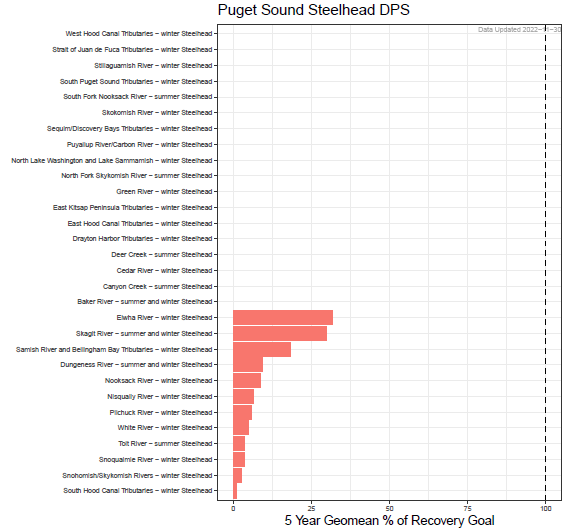 Puget Sound Steelhead DPS
Data Updated 2022−11−30
West Hood Canal Tributaries − winter Steelhead
Strait of Juan de Fuca Tributaries − winter Steelhead
Stillaguamish River − winter Steelhead
South Puget Sound Tributaries − winter Steelhead
South Fork Nooksack River − summer Steelhead
Skokomish River − winter Steelhead
Sequim/Discovery Bays Tributaries − winter Steelhead
Puyallup River/Carbon River − winter Steelhead
North Lake Washington and Lake Sammamish − winter Steelhead
North Fork Skykomish River − summer Steelhead
Green River − winter Steelhead
East Kitsap Peninsula Tributaries − winter Steelhead
East Hood Canal Tributaries − winter Steelhead
Drayton Harbor Tributaries − winter Steelhead
Deer Creek − summer Steelhead
Cedar River − winter Steelhead
Canyon Creek − summer Steelhead
Baker River − summer and winter Steelhead
Elwha River − winter Steelhead
Skagit River − summer and winter Steelhead
Samish River and Bellingham Bay Tributaries − winter Steelhead
Dungeness River − summer and winter Steelhead
Nooksack River − winter Steelhead
Nisqually River − winter Steelhead
Pilchuck River − winter Steelhead
White River − winter Steelhead
Tolt River − summer Steelhead
Snoqualmie River − winter Steelhead
Snohomish/Skykomish Rivers − winter Steelhead
South Hood Canal Tributaries − winter Steelhead
0 25 50 75 100
5 Year Geomean % of Recovery Goal